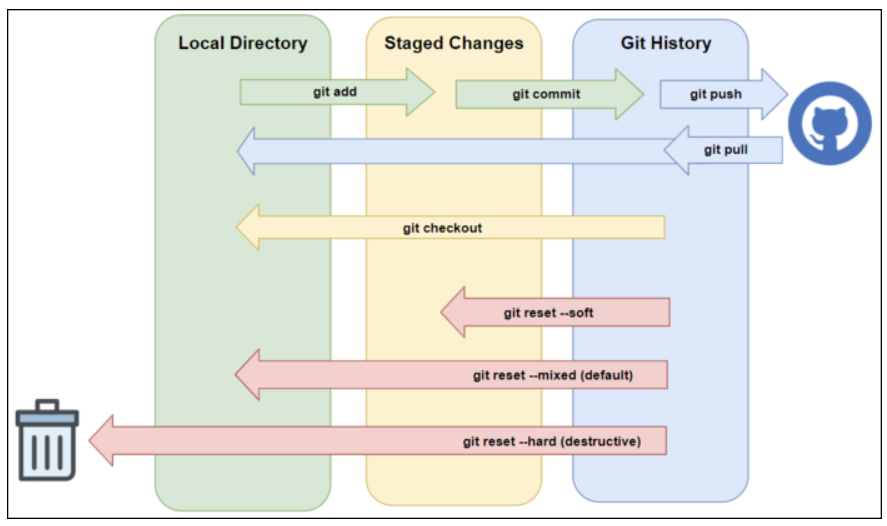 Local Directory
Staged Changes
Git History
git add
git commit
git push
git pull
git checkout
git reset --soft
git reset --mixed (default)
git reset --hard (destructive)